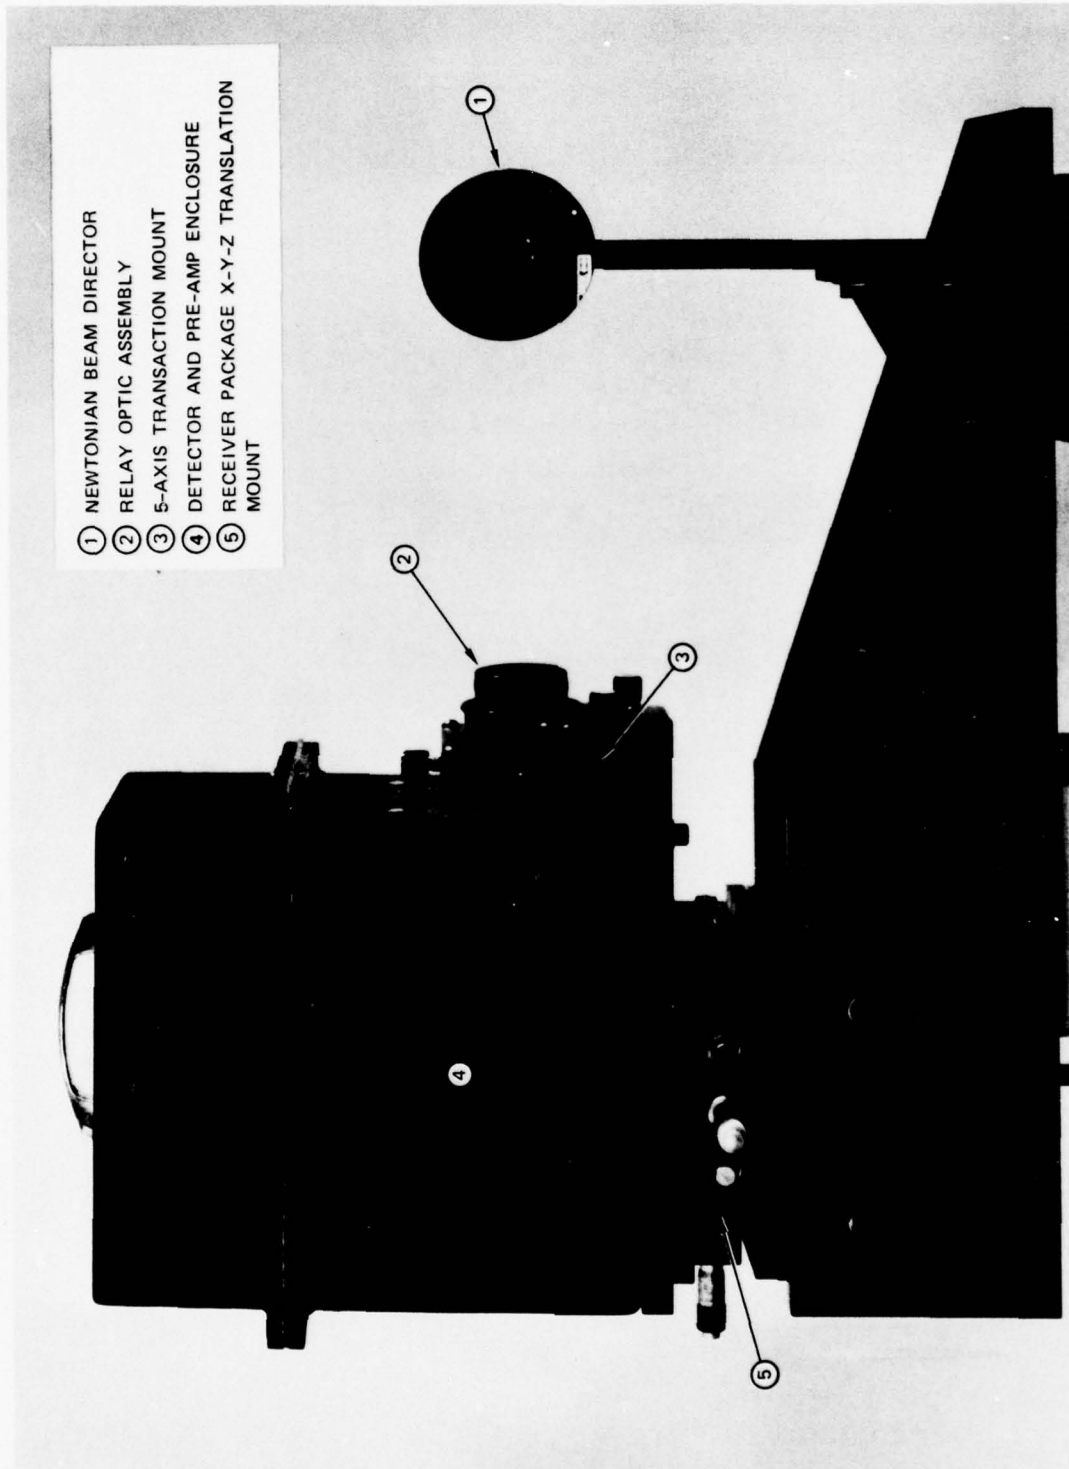 ① NEWTONIAN BEAM DIRECTOR
② RELAY OPTIC ASSEMBLY
③ 5-AXIS TRANSACTION MOUNT
④ DETECTOR AND PRE-AMP ENCLOSURE
⑤ RECEIVER PACKAGE X-Y-Z TRANSLATION
MOUNT
①
②
③
④
⑤